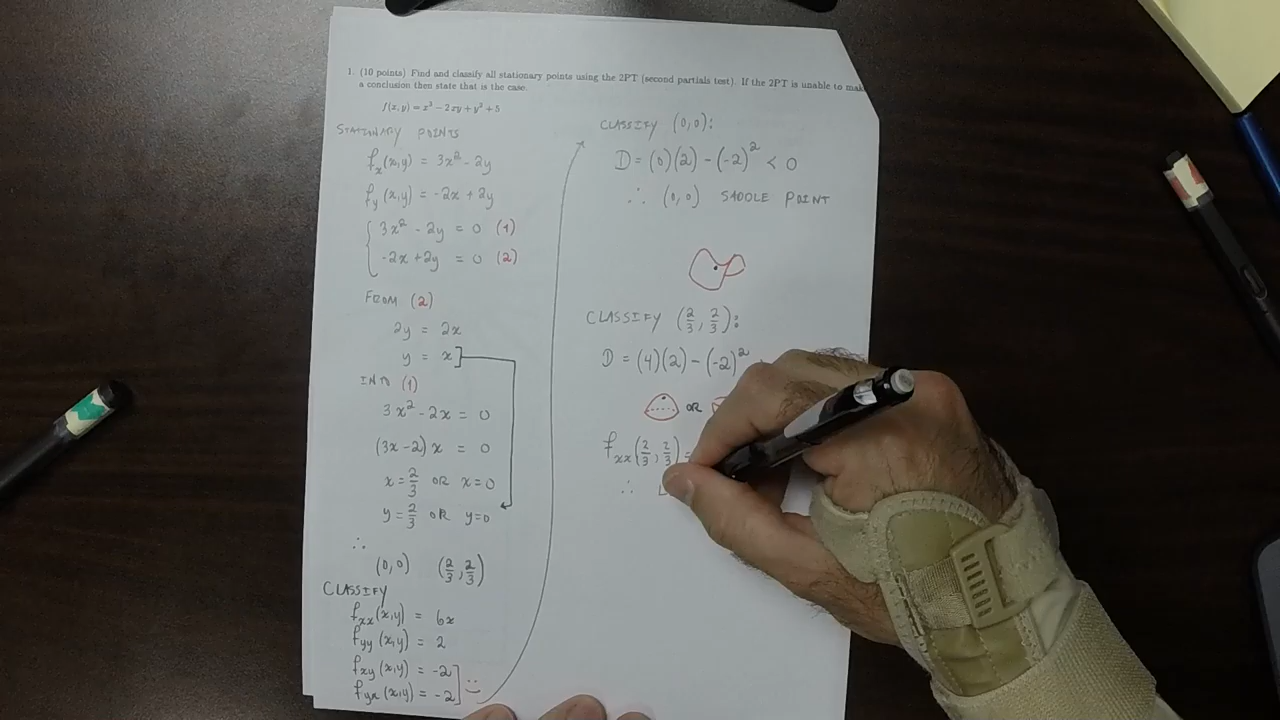 1. (10 points) Find and classify all stationary points using the 2PT (second partials test). If the 2PT is unable to mak
a conclusion then state that is the case.
f(x, y) = x³ − 2xy + y² + 5
STATIONARY POINTS
fx(x,y) = 3x² - 2y
fy(x,y) = -2x + 2y
3x² - 2y = 0 (1)
-2x + 2y = 0 (2)
FROM (2)
2y = 2x
y = x
INTO (1)
3x² - 2x = 0
(3x-2) x = 0
x = 2/3 OR x = 0
y = 2/3 OR y = 0
∴
(0,0) (2/3, 2/3)
CLASSIFY
fxx(x,y) = 6x
fyy(x,y) = 2
fxy(x,y) = -2
fyx(x,y) = -2
CLASSIFY (0,0):
D = (0)(2) - (-2)² < 0
∴ (0,0) SADDLE POINT
CLASSIFY (2/3, 2/3):
D = (4)(2) - (-2)²
OR
fxx(2/3, 2/3) =
∴